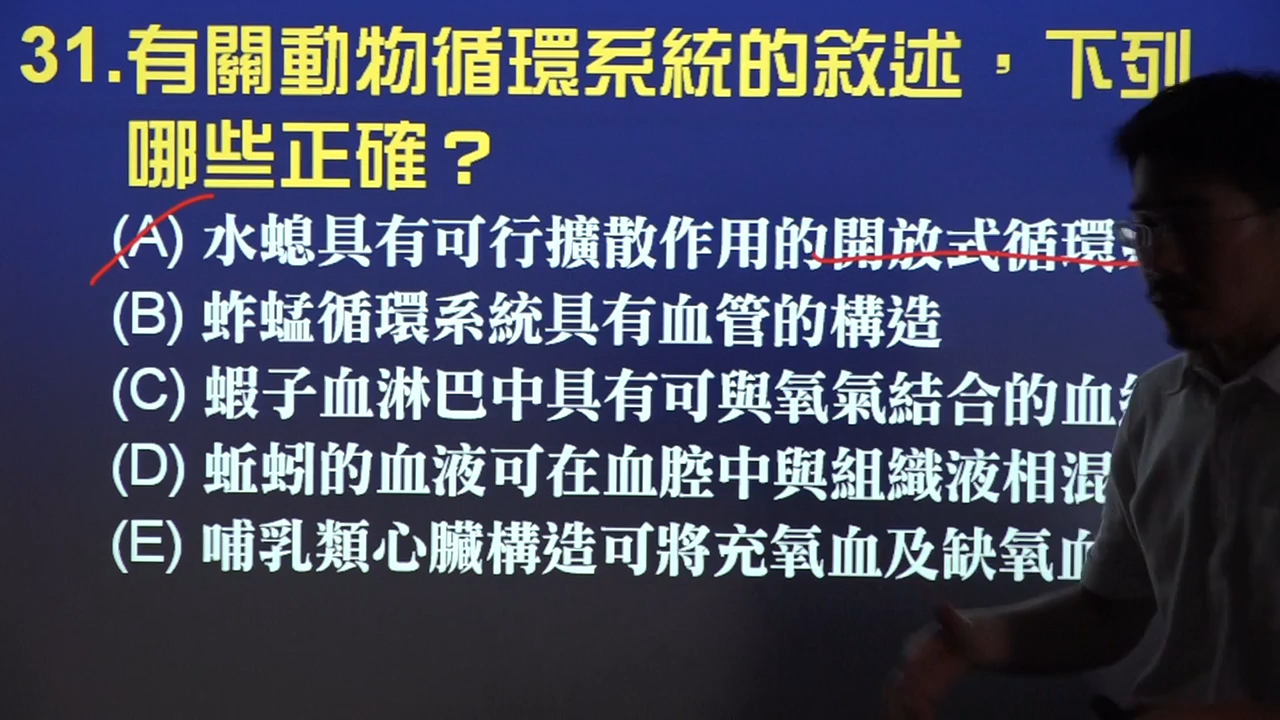 31.有關動物循環系統的敘述，下列
哪些正確？
(A) 水螅具有可行擴散作用的開放式循環
(B) 蚱蜢循環系統具有血管的構造
(C) 蝦子血淋巴中具有可與氧氣結合的血
(D) 蚯蚓的血液可在血腔中與組織液相混
(E) 哺乳類心臟構造可將充氧血及缺氧血